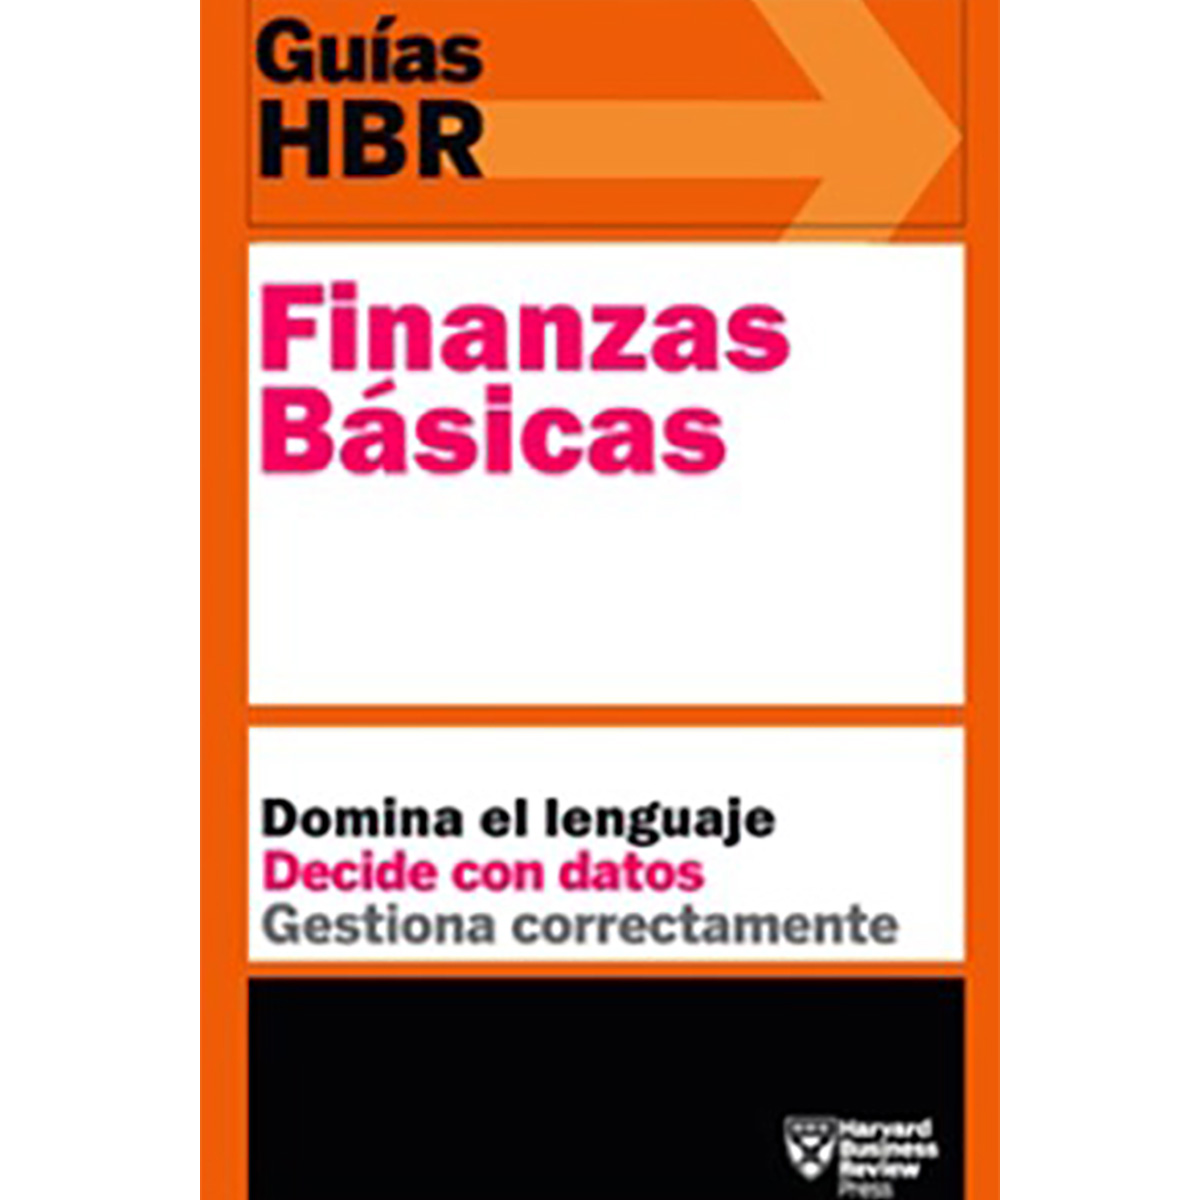 Guías
HBR
Finanzas
Básicas
Domina el lenguaje
Decide con datos
Gestiona correctamente
Harvard
Business
Review
Press